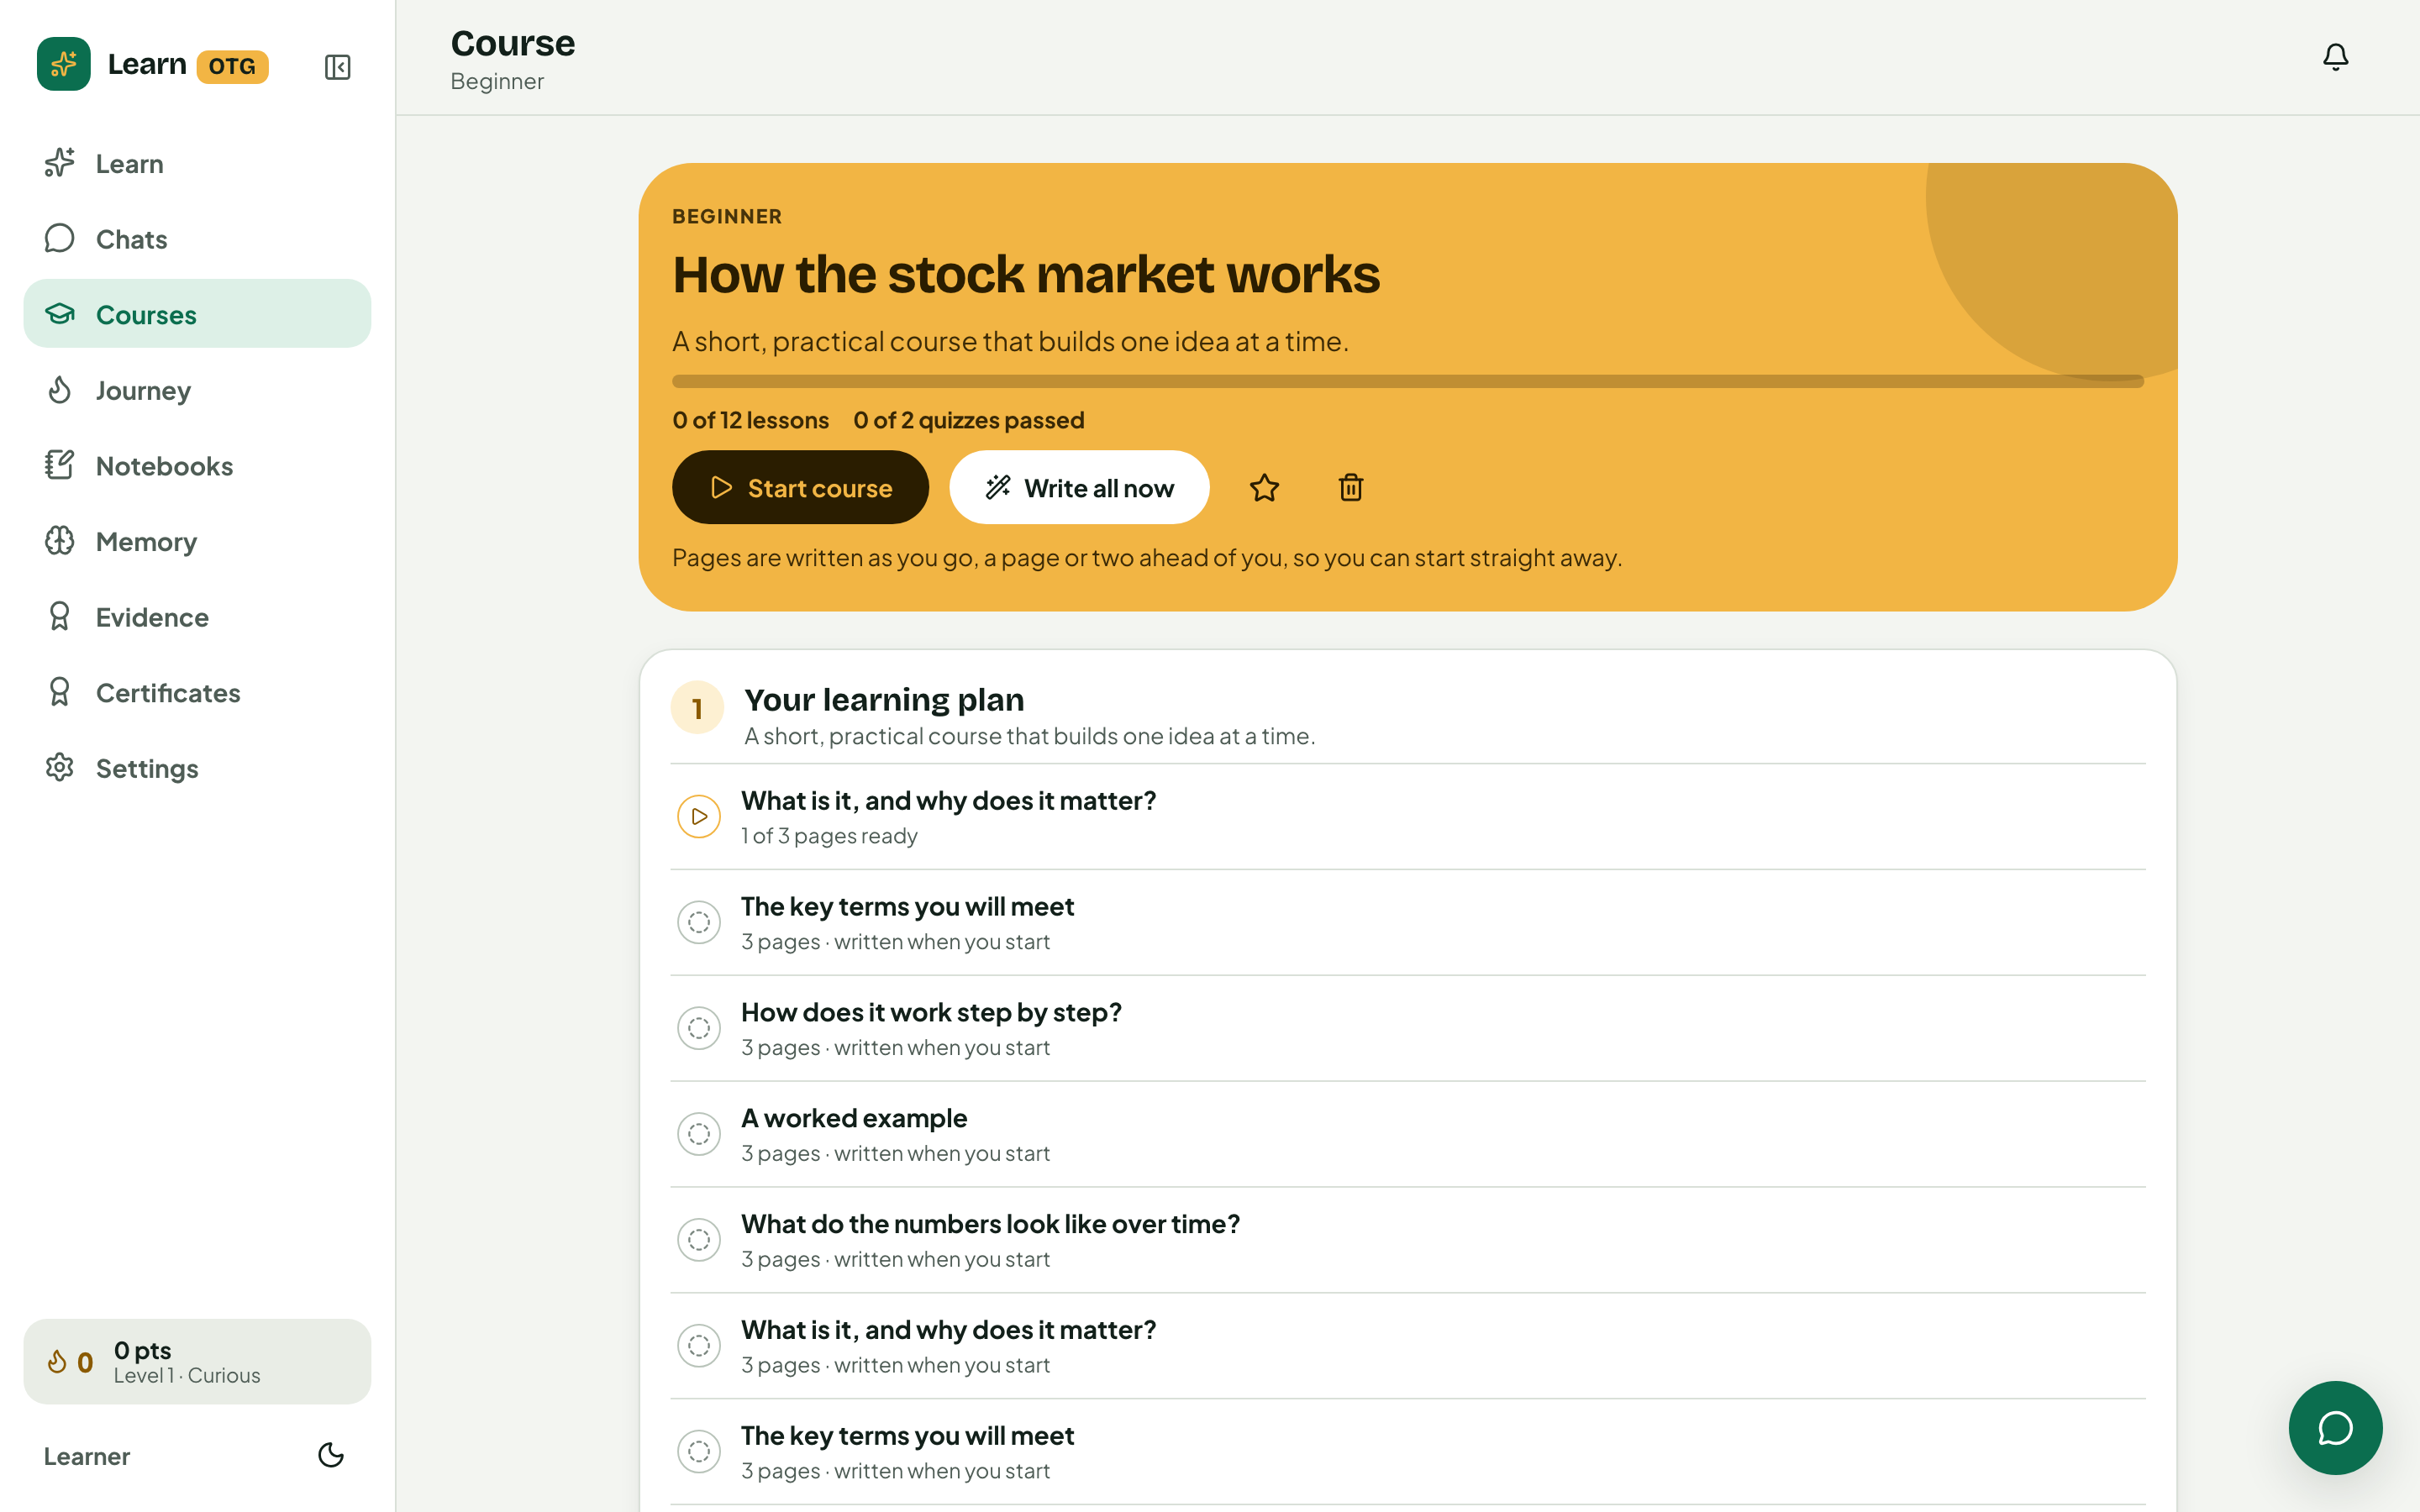 Learn OTG
Learn
Chats
Courses
Journey
Notebooks
Memory
Evidence
Certificates
Settings
0
0 pts
Level 1 · Curious
Learner
Course
Beginner
BEGINNER
How the stock market works
A short, practical course that builds one idea at a time.
0 of 12 lessons 0 of 2 quizzes passed
Start course
Write all now
Pages are written as you go, a page or two ahead of you, so you can start straight away.
1
Your learning plan
A short, practical course that builds one idea at a time.
What is it, and why does it matter?
1 of 3 pages ready
The key terms you will meet
3 pages · written when you start
How does it work step by step?
3 pages · written when you start
A worked example
3 pages · written when you start
What do the numbers look like over time?
3 pages · written when you start
What is it, and why does it matter?
3 pages · written when you start
The key terms you will meet
3 pages · written when you start